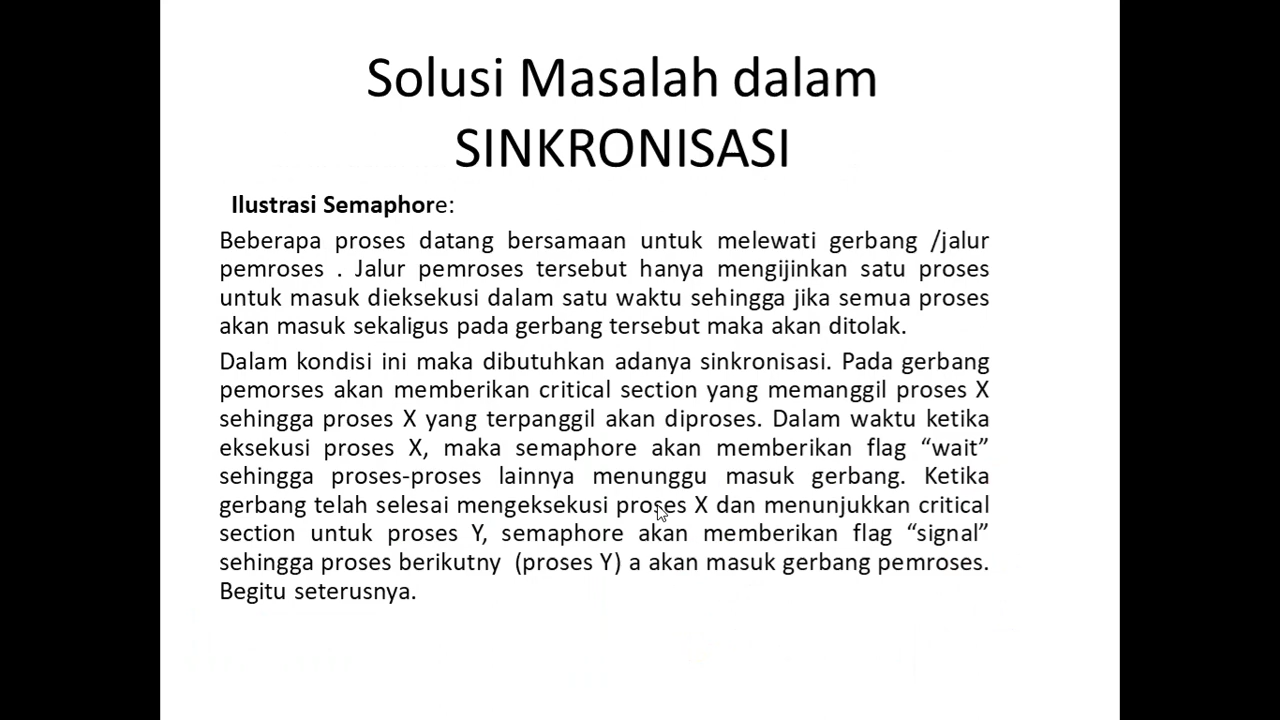 Solusi Masalah dalam
SINKRONISASI
Ilustrasi Semaphore:
Beberapa proses datang bersamaan untuk melewati gerbang /jalur
pemroses . Jalur pemroses tersebut hanya mengijinkan satu proses
untuk masuk dieksekusi dalam satu waktu sehingga jika semua proses
akan masuk sekaligus pada gerbang tersebut maka akan ditolak.
Dalam kondisi ini maka dibutuhkan adanya sinkronisasi. Pada gerbang
pemorses akan memberikan critical section yang memanggil proses X
sehingga proses X yang terpanggil akan diproses. Dalam waktu ketika
eksekusi proses X, maka semaphore akan memberikan flag “wait”
sehingga proses-proses lainnya menunggu masuk gerbang. Ketika
gerbang telah selesai mengeksekusi proses X dan menunjukkan critical
section untuk proses Y, semaphore akan memberikan flag “signal”
sehingga proses berikutny (proses Y) a akan masuk gerbang pemroses.
Begitu seterusnya.